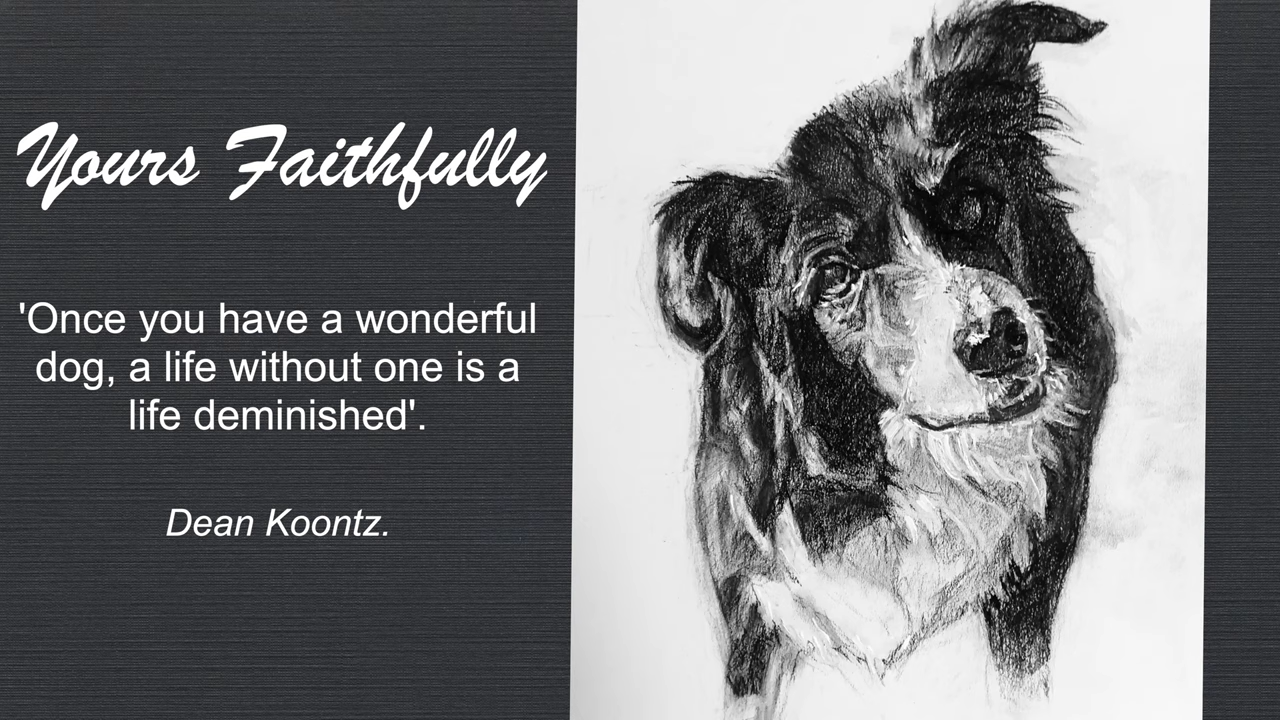 Yours Faithfully
'Once you have a wonderful
dog, a life without one is a
life deminished'.
Dean Koontz.